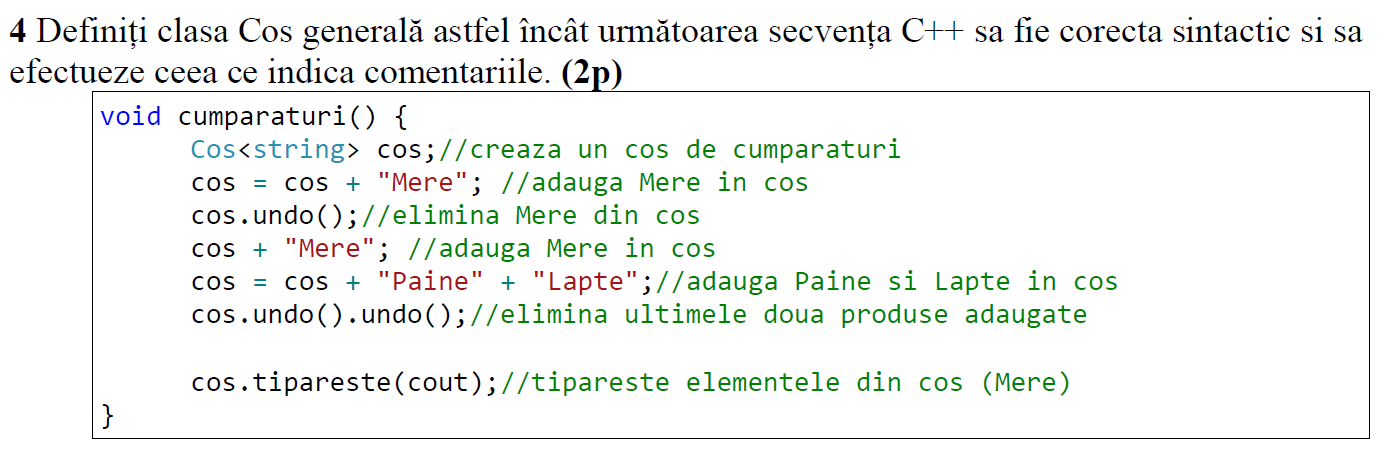 4 Definiți clasa Cos generală astfel încât următoarea secvența C++ sa fie corecta sintactic si sa
efectueze ceea ce indica comentariile. (2p)
void cumparaturi() {
Cos<string> cos;//creaza un cos de cumparaturi
cos = cos + "Mere"; //adauga Mere in cos
cos.undo();//elimina Mere din cos
cos + "Mere"; //adauga Mere in cos
cos = cos + "Paine" + "Lapte";//adauga Paine si Lapte in cos
cos.undo().undo();//elimina ultimele doua produse adaugate
cos.tipareste(cout);//tipareste elementele din cos (Mere)
}